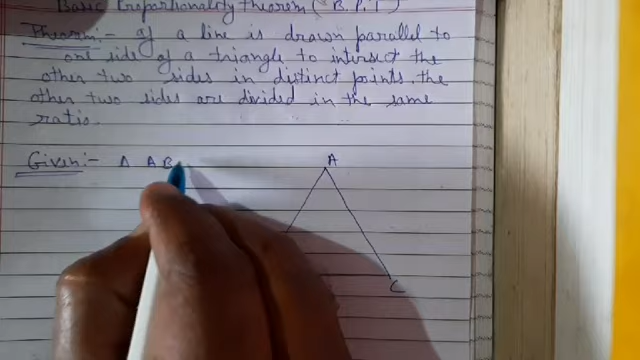 Basic Proportionality Theorem (B.P.T)
Theorem:- If a line is drawn parallel to
one side of a triangle to intersect the
other two sides in distinct points, the
other two sides are divided in the same
ratio.
Given:- A AB
A
C